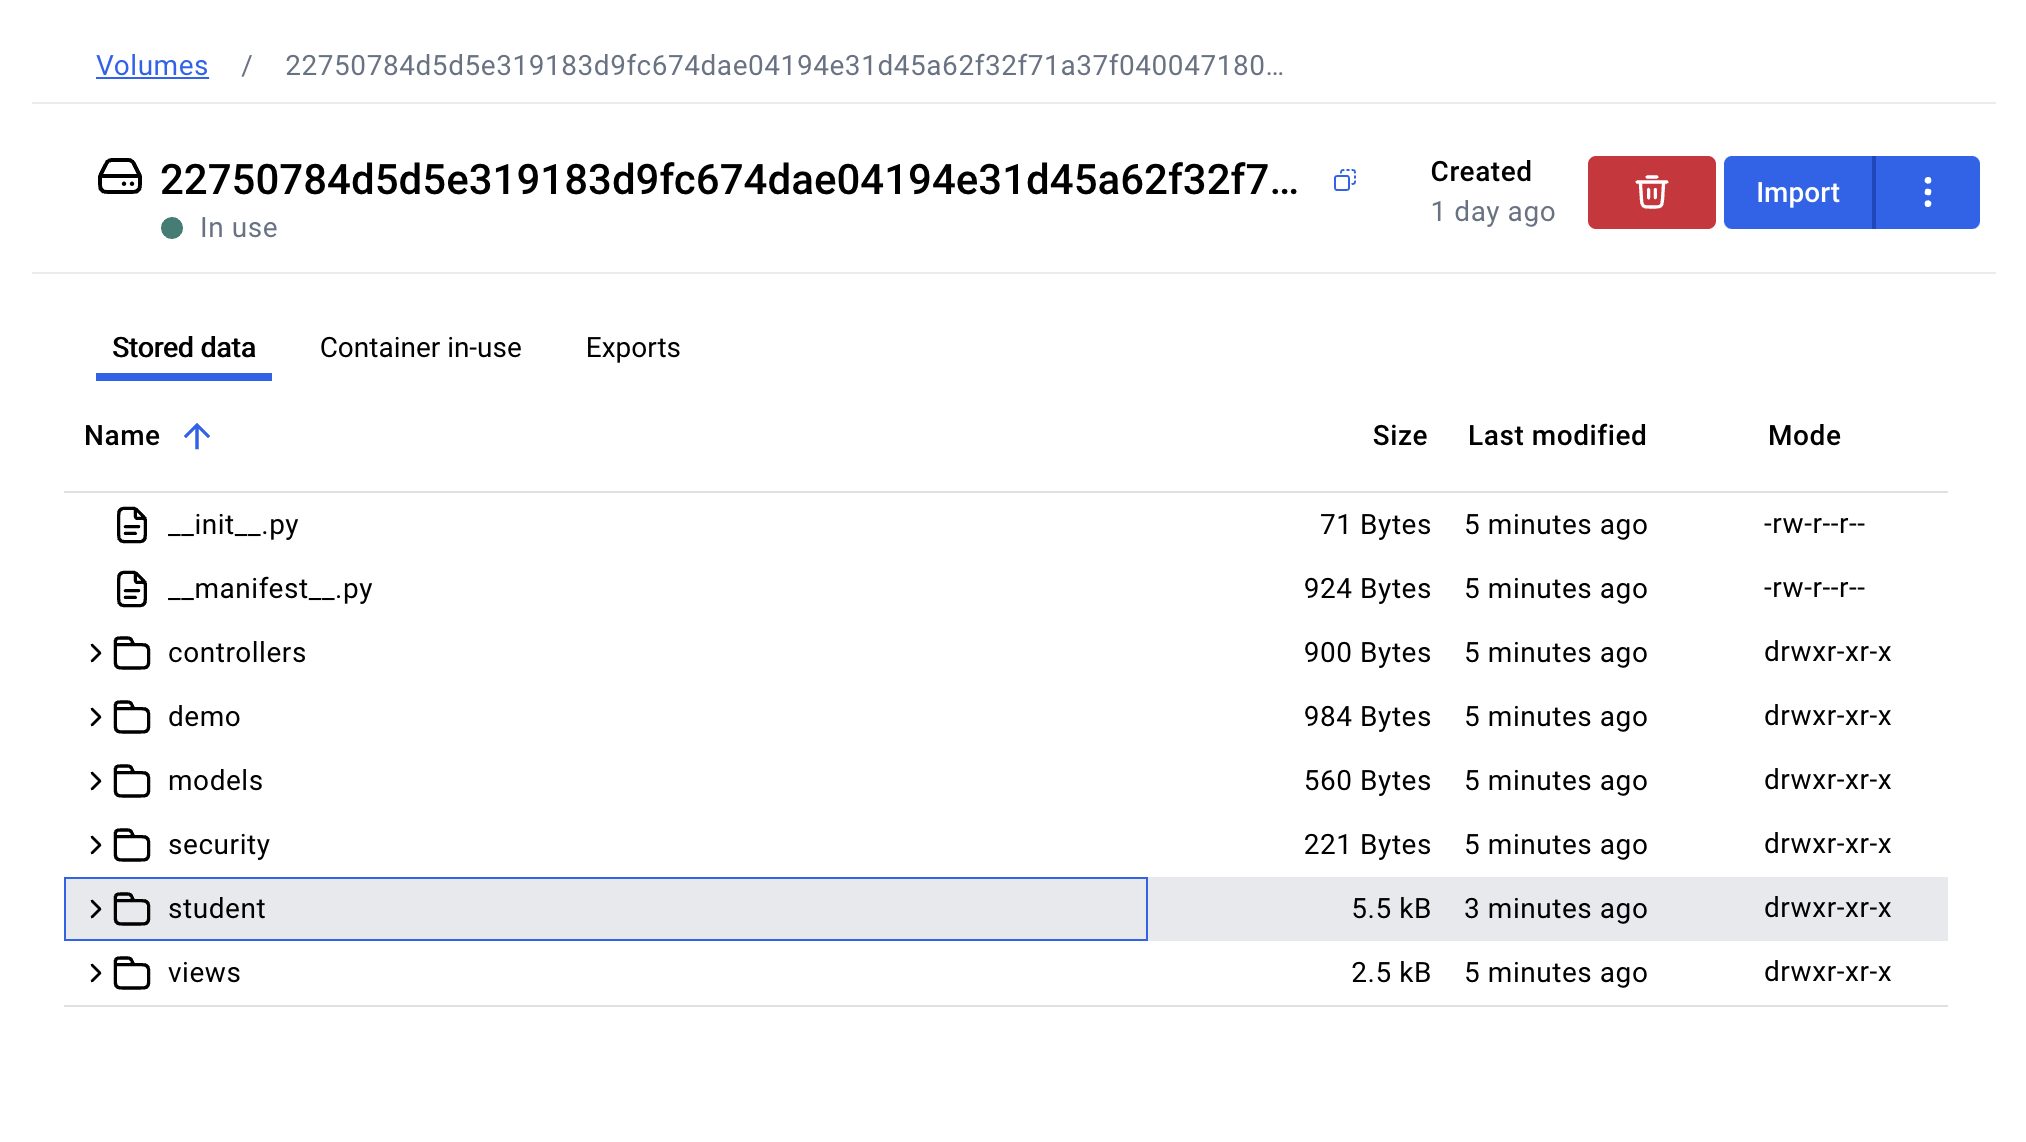 Volumes / 22750784d5d5e319183d9fc674dae04194e31d45a62f32f71a37f040047180...
22750784d5d5e319183d9fc674dae04194e31d45a62f32f7...
In use
Created
1 day ago
Import
Stored data Container in-use Exports
Name Size Last modified Mode
__init__.py 71 Bytes 5 minutes ago -rw-r--r--
__manifest__.py 924 Bytes 5 minutes ago -rw-r--r--
controllers 900 Bytes 5 minutes ago drwxr-xr-x
demo 984 Bytes 5 minutes ago drwxr-xr-x
models 560 Bytes 5 minutes ago drwxr-xr-x
security 221 Bytes 5 minutes ago drwxr-xr-x
student 5.5 kB 3 minutes ago drwxr-xr-x
views 2.5 kB 5 minutes ago drwxr-xr-x